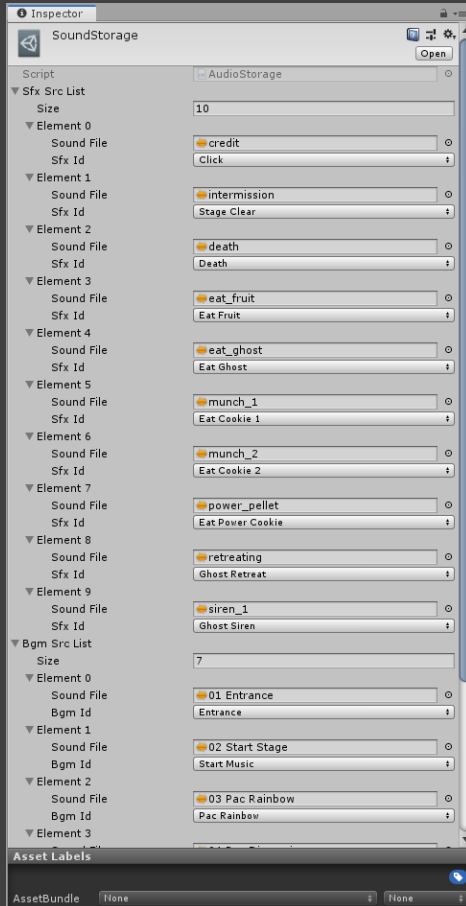 Inspector
SoundStorage
Open
Script AudioStorage
Sfx Src List
Size 10
Element 0
Sound File credit
Sfx Id Click
Element 1
Sound File intermission
Sfx Id Stage Clear
Element 2
Sound File death
Sfx Id Death
Element 3
Sound File eat_fruit
Sfx Id Eat Fruit
Element 4
Sound File eat_ghost
Sfx Id Eat Ghost
Element 5
Sound File munch_1
Sfx Id Eat Cookie 1
Element 6
Sound File munch_2
Sfx Id Eat Cookie 2
Element 7
Sound File power_pellet
Sfx Id Eat Power Cookie
Element 8
Sound File retreating
Sfx Id Ghost Retreat
Element 9
Sound File siren_1
Sfx Id Ghost Siren
Bgm Src List
Size 7
Element 0
Sound File 01 Entrance
Bgm Id Entrance
Element 1
Sound File 02 Start Stage
Bgm Id Start Music
Element 2
Sound File 03 Pac Rainbow
Bgm Id Pac Rainbow
Element 3
Asset Labels
AssetBundle None None